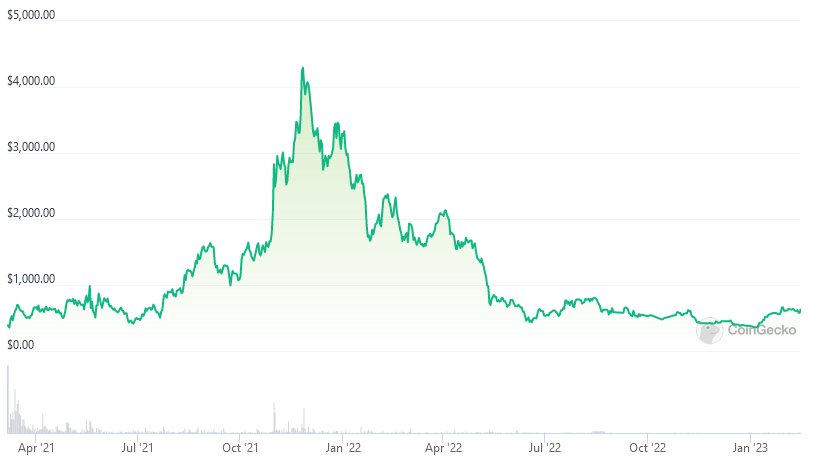 $5,000.00
$4,000.00
$3,000.00
$2,000.00
$1,000.00
$0.00
CoinGecko
Apr '21
Jul '21
Oct '21
Jan '22
Apr '22
Jul '22
Oct '22
Jan '23